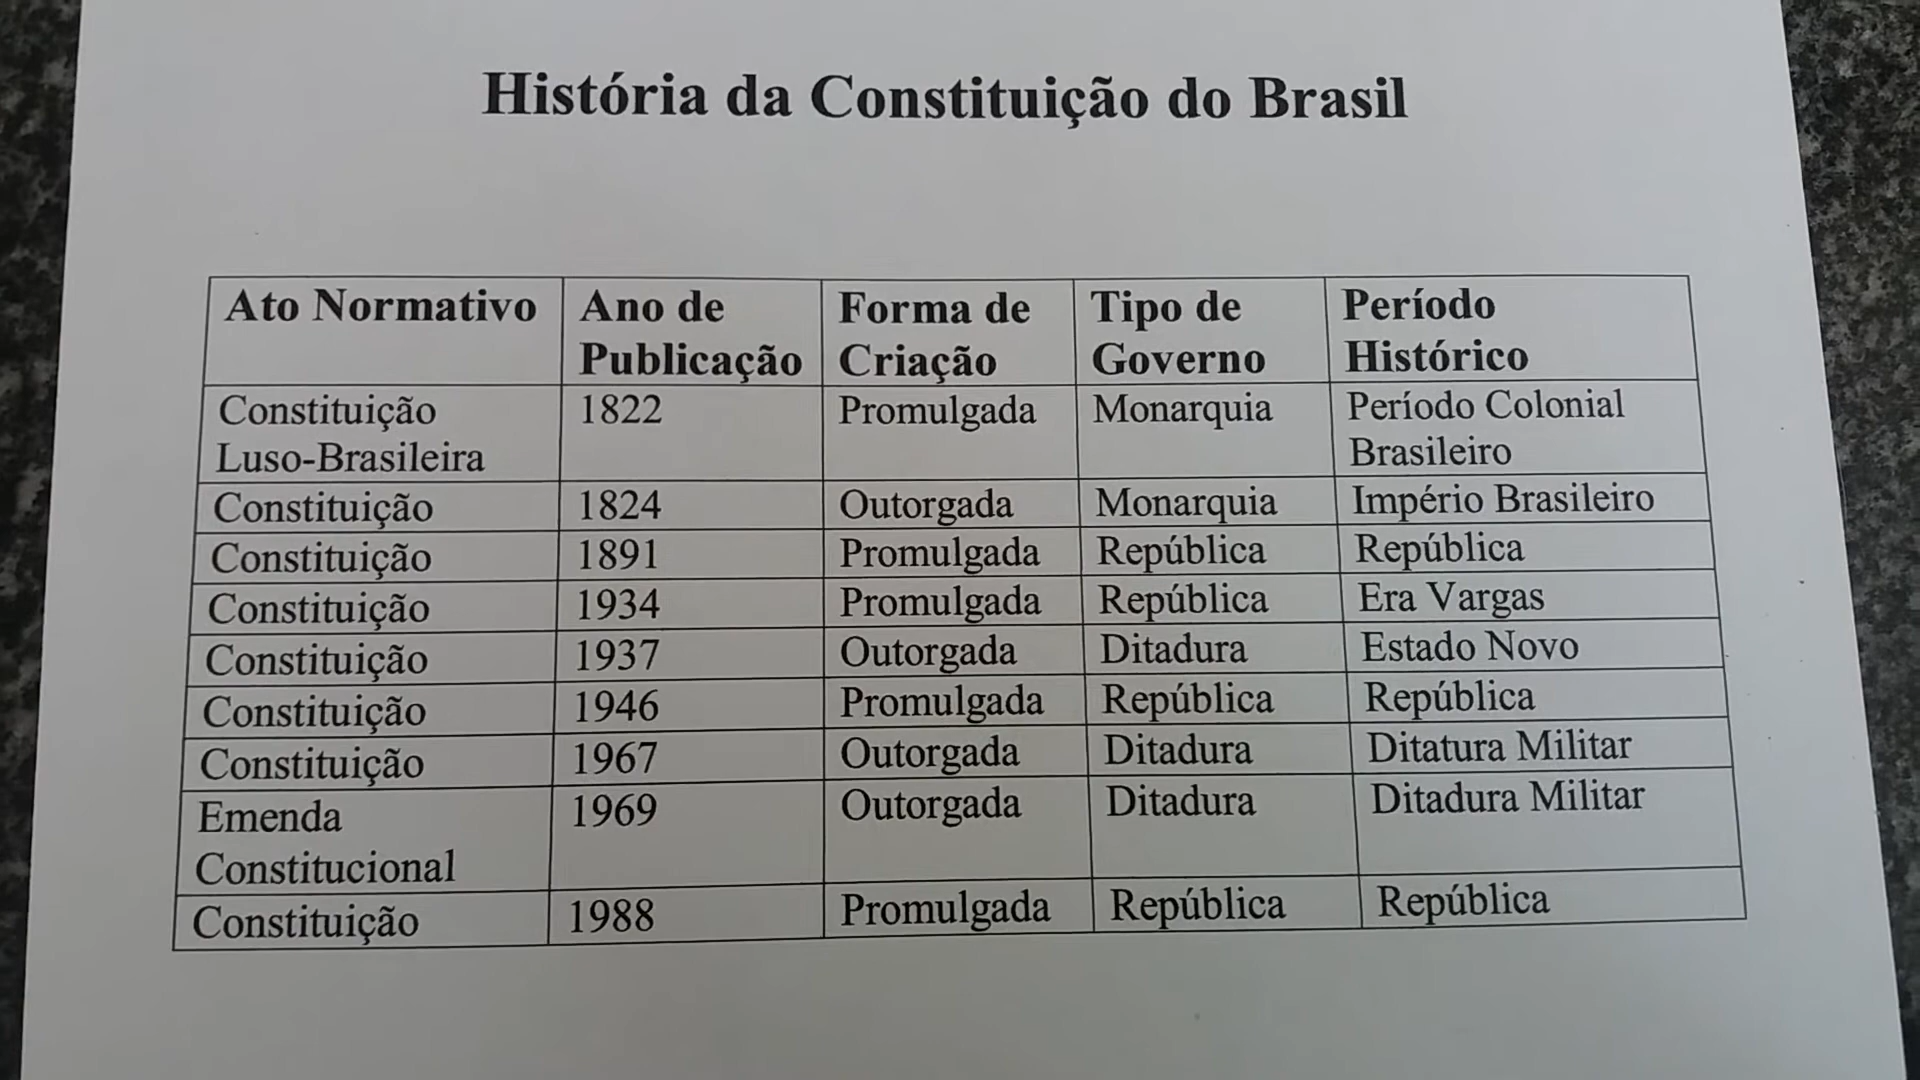 História da Constituição do Brasil
Ato Normativo Ano de Publicação Forma de Criação Tipo de Governo Período Histórico
Constituição Luso-Brasileira 1822 Promulgada Monarquia Período Colonial Brasileiro
Constituição 1824 Outorgada Monarquia Império Brasileiro
Constituição 1891 Promulgada República República
Constituição 1934 Promulgada República Era Vargas
Constituição 1937 Outorgada Ditadura Estado Novo
Constituição 1946 Promulgada República República
Constituição 1967 Outorgada Ditadura Ditatura Militar
Emenda Constitucional 1969 Outorgada Ditadura Ditadura Militar
Constituição 1988 Promulgada República República